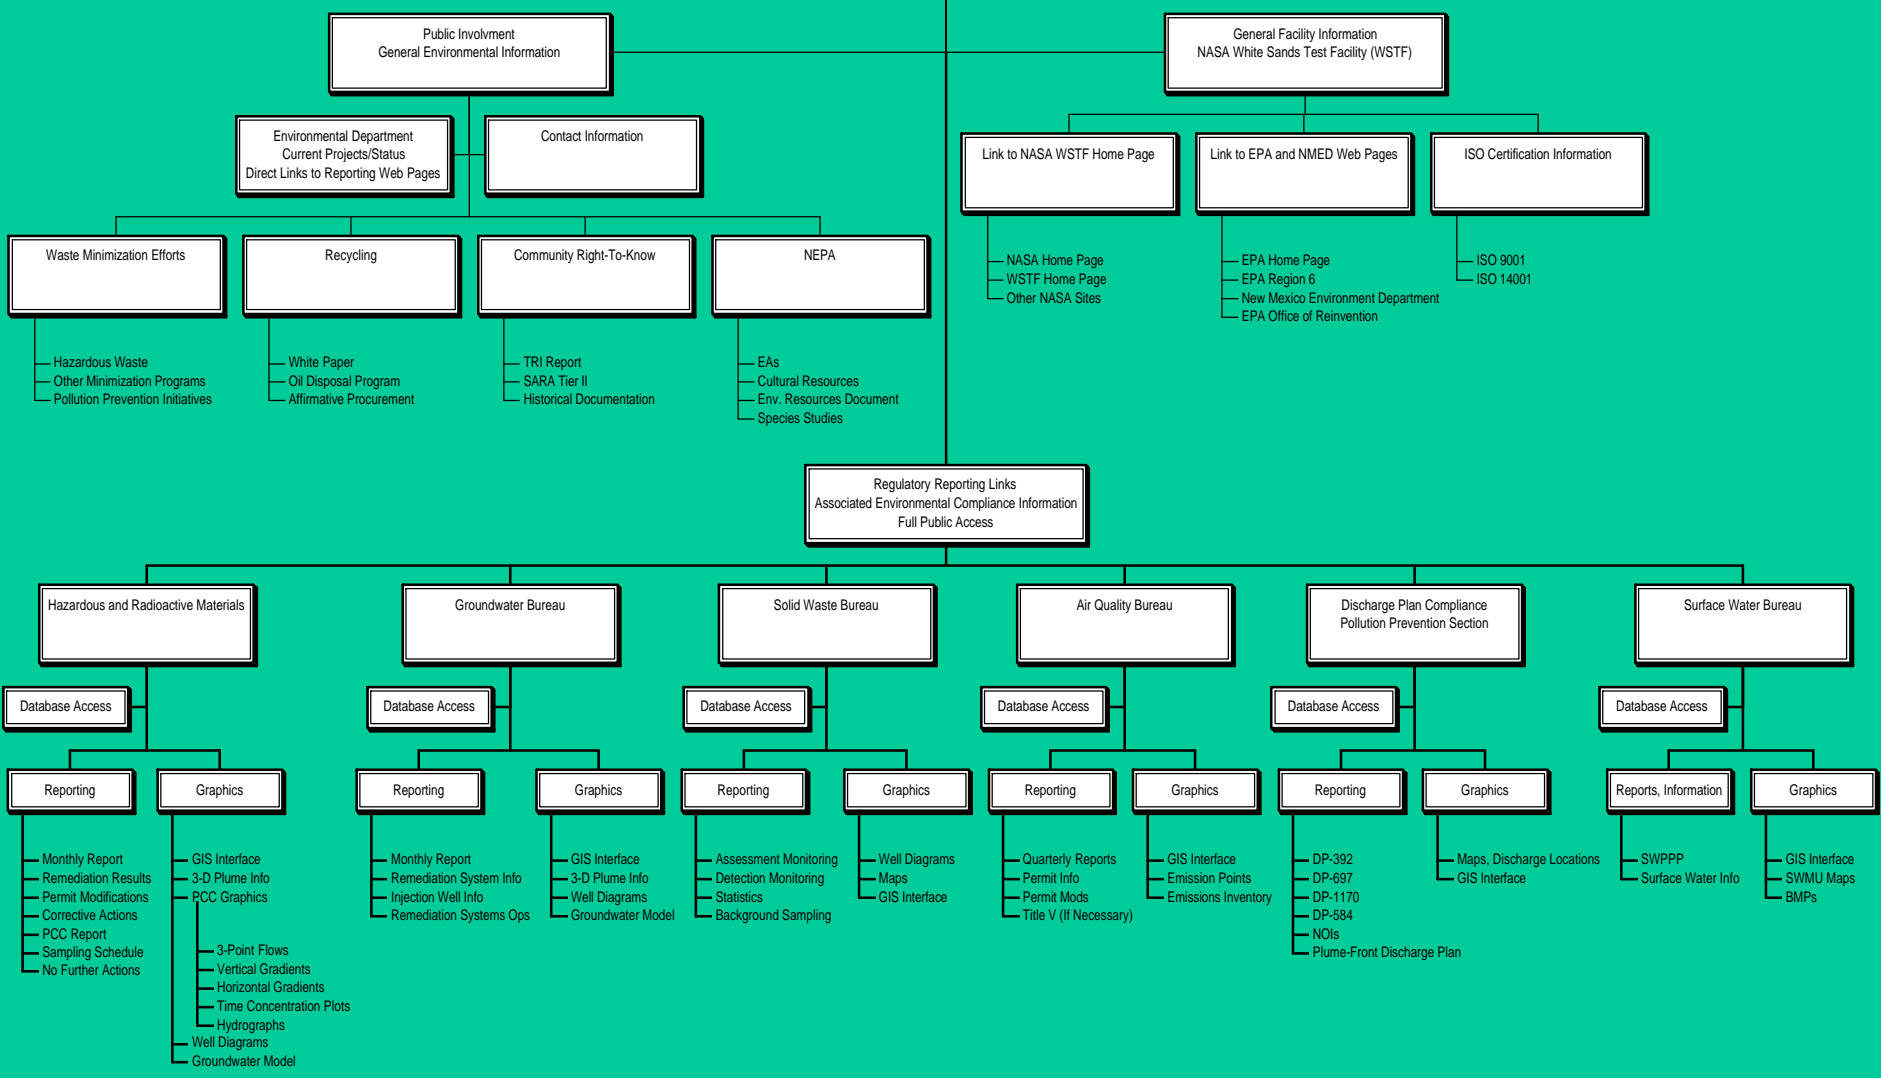 Public Involvment
General Environmental Information
General Facility Information
NASA White Sands Test Facility (WSTF)
Environmental Department
Current Projects/Status
Direct Links to Reporting Web Pages
Contact Information
Link to NASA WSTF Home Page
Link to EPA and NMED Web Pages
ISO Certification Information
NASA Home Page
WSTF Home Page
Other NASA Sites
EPA Home Page
EPA Region 6
New Mexico Environment Department
EPA Office of Reinvention
ISO 9001
ISO 14001
Waste Minimization Efforts
Recycling
Community Right-To-Know
NEPA
Hazardous Waste
Other Minimization Programs
Pollution Prevention Initiatives
White Paper
Oil Disposal Program
Affirmative Procurement
TRI Report
SARA Tier II
Historical Documentation
EAs
Cultural Resources
Env. Resources Document
Species Studies
Regulatory Reporting Links
Associated Environmental Compliance Information
Full Public Access
Hazardous and Radioactive Materials
Groundwater Bureau
Solid Waste Bureau
Air Quality Bureau
Discharge Plan Compliance
Pollution Prevention Section
Surface Water Bureau
Database Access
Database Access
Database Access
Database Access
Database Access
Database Access
Reporting
Graphics
Reporting
Graphics
Reporting
Graphics
Reporting
Graphics
Reporting
Graphics
Reports, Information
Graphics
Monthly Report
Remediation Results
Permit Modifications
Corrective Actions
PCC Report
Sampling Schedule
No Further Actions
GIS Interface
3-D Plume Info
PCC Graphics
3-Point Flows
Vertical Gradients
Horizontal Gradients
Time Concentration Plots
Hydrographs
Well Diagrams
Groundwater Model
Monthly Report
Remediation System Info
Injection Well Info
Remediation Systems Ops
GIS Interface
3-D Plume Info
Well Diagrams
Groundwater Model
Assessment Monitoring
Detection Monitoring
Statistics
Background Sampling
Well Diagrams
Maps
GIS Interface
Quarterly Reports
Permit Info
Permit Mods
Title V (If Necessary)
GIS Interface
Emission Points
Emissions Inventory
DP-392
DP-697
DP-1170
DP-584
NOIs
Plume-Front Discharge Plan
Maps, Discharge Locations
GIS Interface
SWPPP
Surface Water Info
GIS Interface
SWMU Maps
BMPs